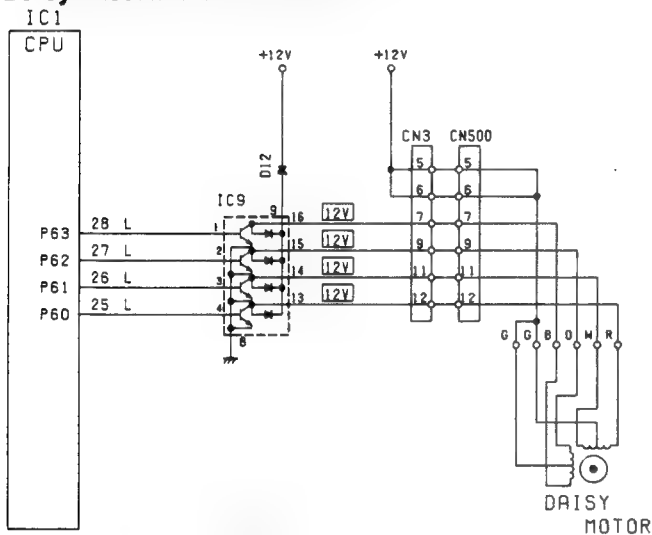 IC1
CPU
+12V
+12V
D12
CN3 CN500
IC9
9
5 5
6 6
P63 28 L 1 16 12V 7 7
P62 27 L 2 15 12V 9 9
P61 26 L 3 14 12V 11 11
P60 25 L 4 13 12V 12 12
8
G G B O W R
DAISY
MOTOR